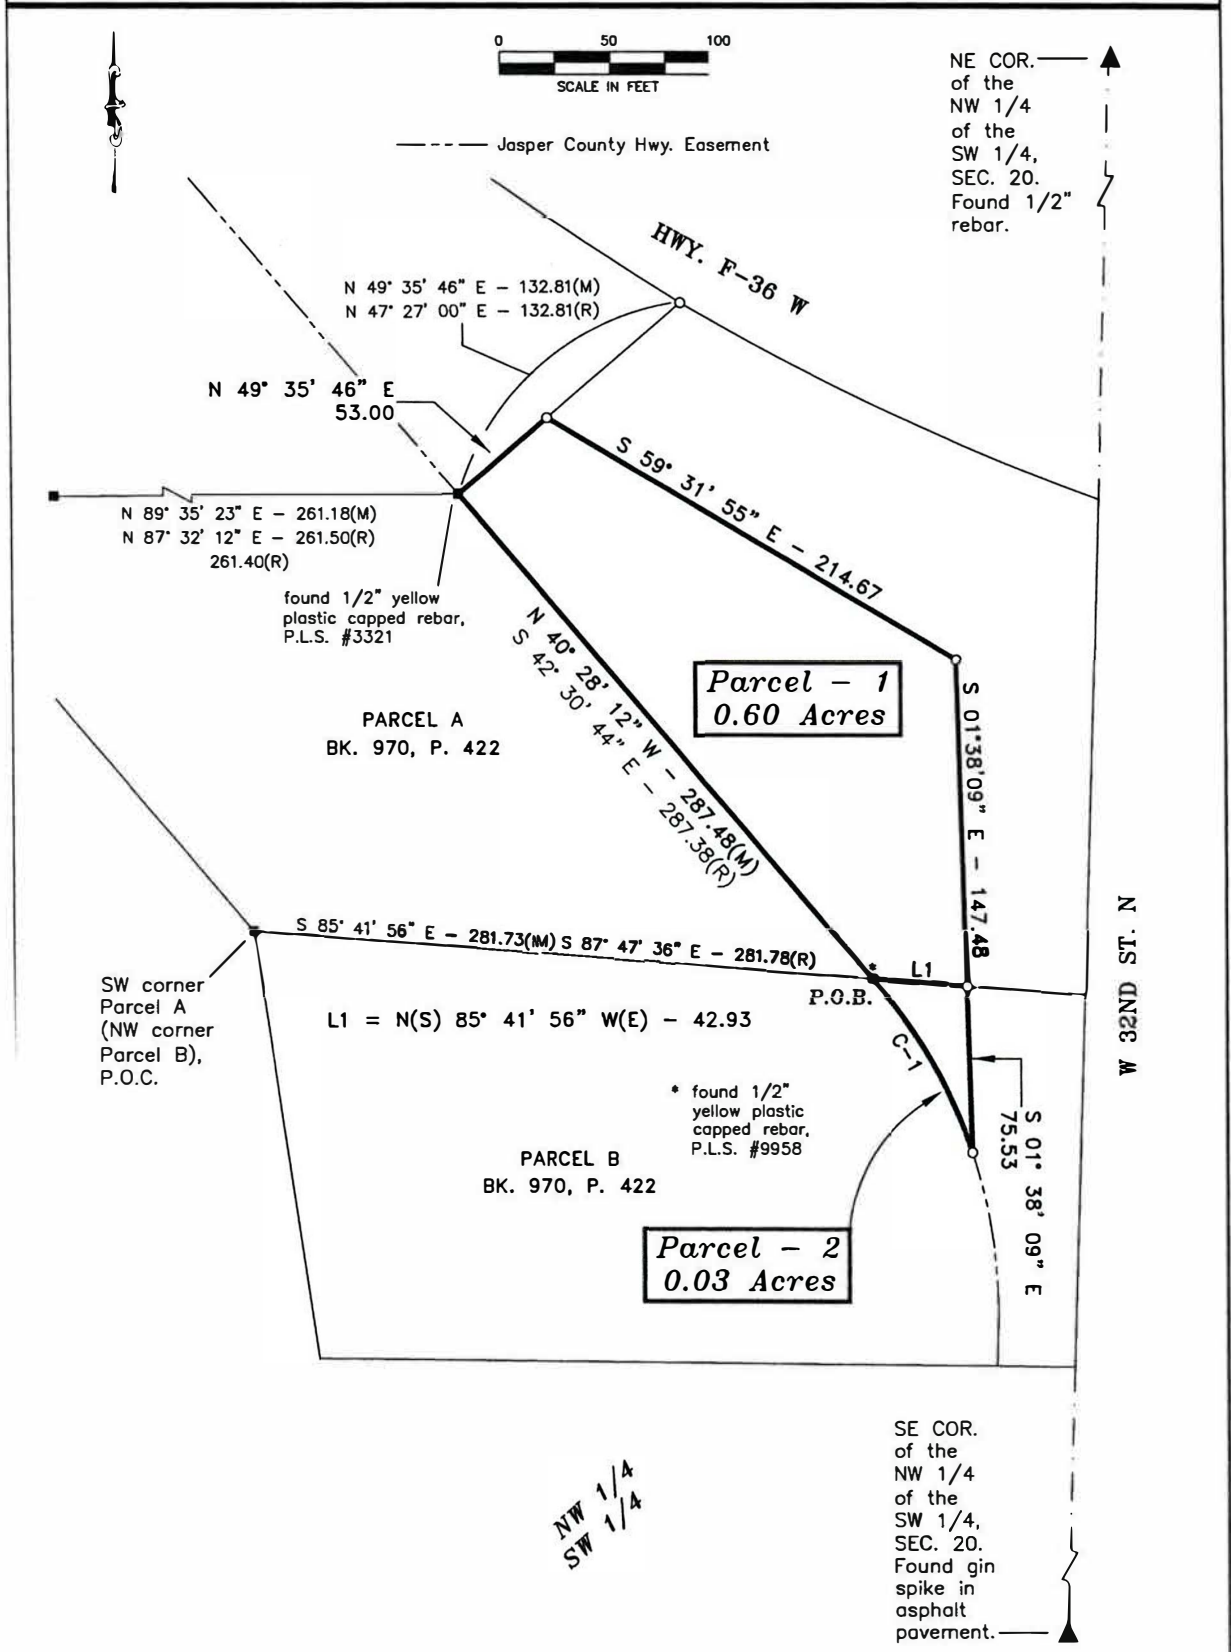 0 50 100
SCALE IN FEET
Jasper County Hwy. Easement
NE COR.
of the
NW 1/4
of the
SW 1/4,
SEC. 20.
Found 1/2"
rebar.
HWY. F-36 W
N 49° 35' 46" E - 132.81(M)
N 47° 27' 00" E - 132.81(R)
N 49° 35' 46" E
53.00
S 59° 31' 55" E - 214.67
N 89° 35' 23" E - 261.18(M)
N 87° 32' 12" E - 261.50(R)
261.40(R)
found 1/2" yellow
plastic capped rebar,
P.L.S. #3321
N 40° 28' 12" W - 287.48(M)
S 42° 30' 44" E - 287.38(R)
Parcel - 1
0.60 Acres
PARCEL A
BK. 970, P. 422
S 01°38'09" E - 147.48
W 32ND ST. N
S 85° 41' 56" E - 281.73(M) S 87° 47' 36" E - 281.78(R)
* L1
P.O.B.
SW corner
Parcel A
(NW corner
Parcel B),
P.O.C.
L1 = N(S) 85° 41' 56" W(E) - 42.93
C-1
* found 1/2"
yellow plastic
capped rebar,
P.L.S. #9958
S 01° 38' 09" E
75.53
PARCEL B
BK. 970, P. 422
Parcel - 2
0.03 Acres
NW 1/4
SW 1/4
SE COR.
of the
NW 1/4
of the
SW 1/4,
SEC. 20.
Found gin
spike in
asphalt
pavement.